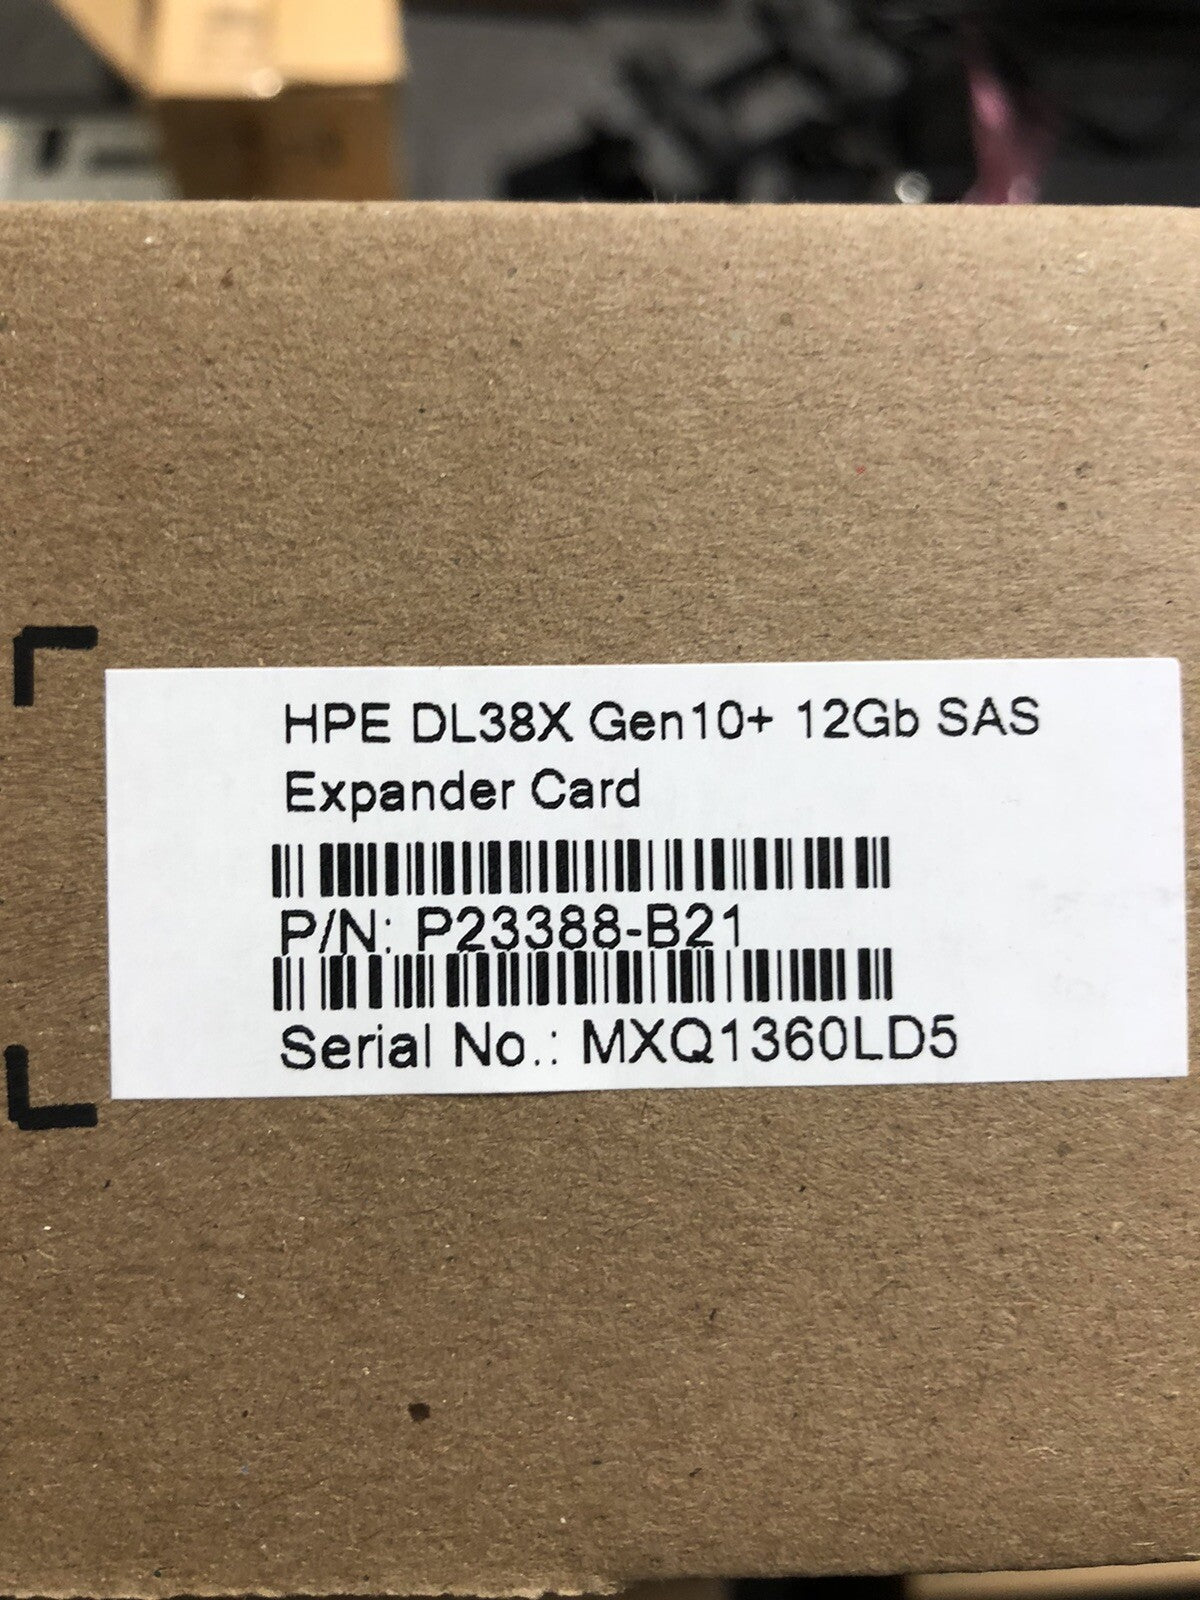 HPE DL38X Gen10+ 12Gb SAS
Expander Card
P/N: P23388-B21
Serial No.: MXQ1360LD5